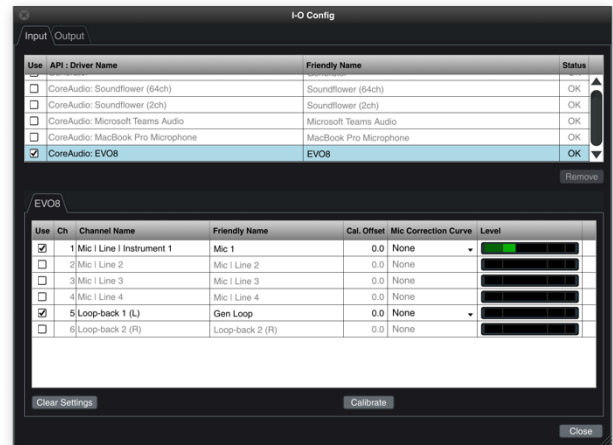 I-O Config
Input Output
Use API : Driver Name Friendly Name Status
CoreAudio: Soundflower (64ch) Soundflower (64ch) OK
CoreAudio: Soundflower (2ch) Soundflower (2ch) OK
CoreAudio: Microsoft Teams Audio Microsoft Teams Audio OK
CoreAudio: MacBook Pro Microphone MacBook Pro Microphone OK
CoreAudio: EVO8 EVO8 OK
Remove
EVO8
Use Ch Channel Name Friendly Name Cal. Offset Mic Correction Curve Level
1 Mic | Line | Instrument 1 Mic 1 0.0 None
2 Mic | Line 2 Mic | Line 2 0.0 None
3 Mic | Line 3 Mic | Line 3 0.0 None
4 Mic | Line 4 Mic | Line 4 0.0 None
5 Loop-back 1 (L) Gen Loop 0.0 None
6 Loop-back 2 (R) Loop-back 2 (R) 0.0 None
Clear Settings Calibrate
Close